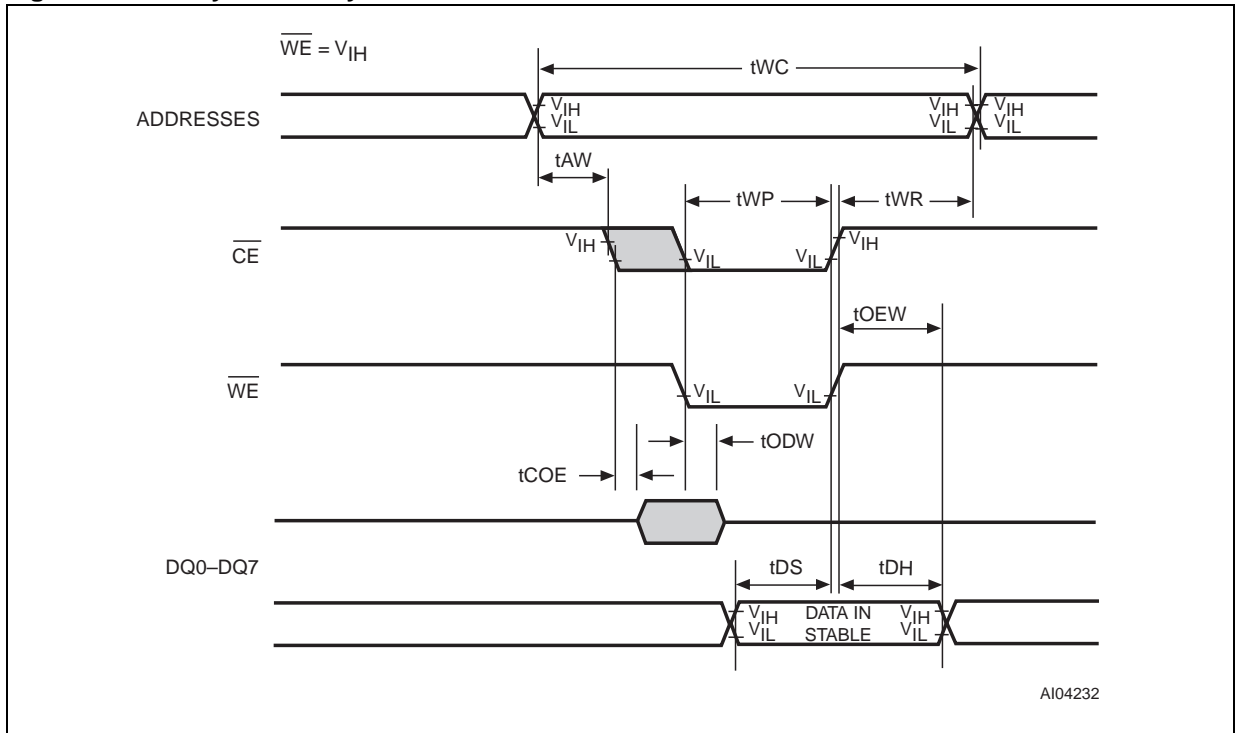 WE = VIH
tWC
ADDRESSES
VIH
VIL
VIH
VIL
VIH
VIL
tAW
tWP
tWR
CE
VIH
VIL
VIL
VIH
tOEW
WE
VIL
VIL
tODW
tCOE
DQ0–DQ7
tDS
tDH
VIH
VIL
DATA IN
STABLE
VIH
VIL
AI04232